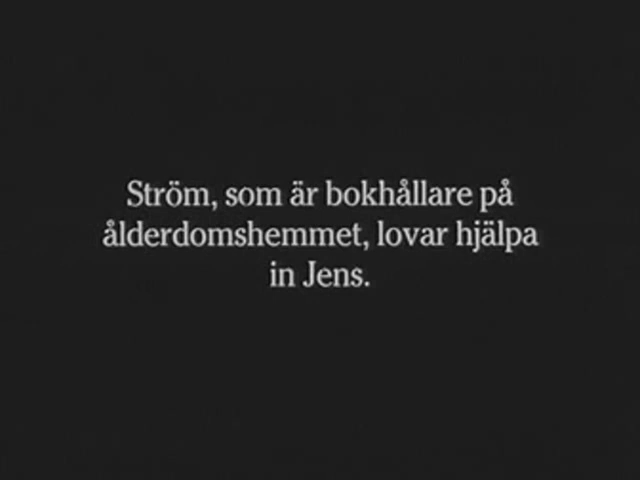 Ström, som är bokhållare på
ålderdomshemmet, lovar hjälpa
in Jens.